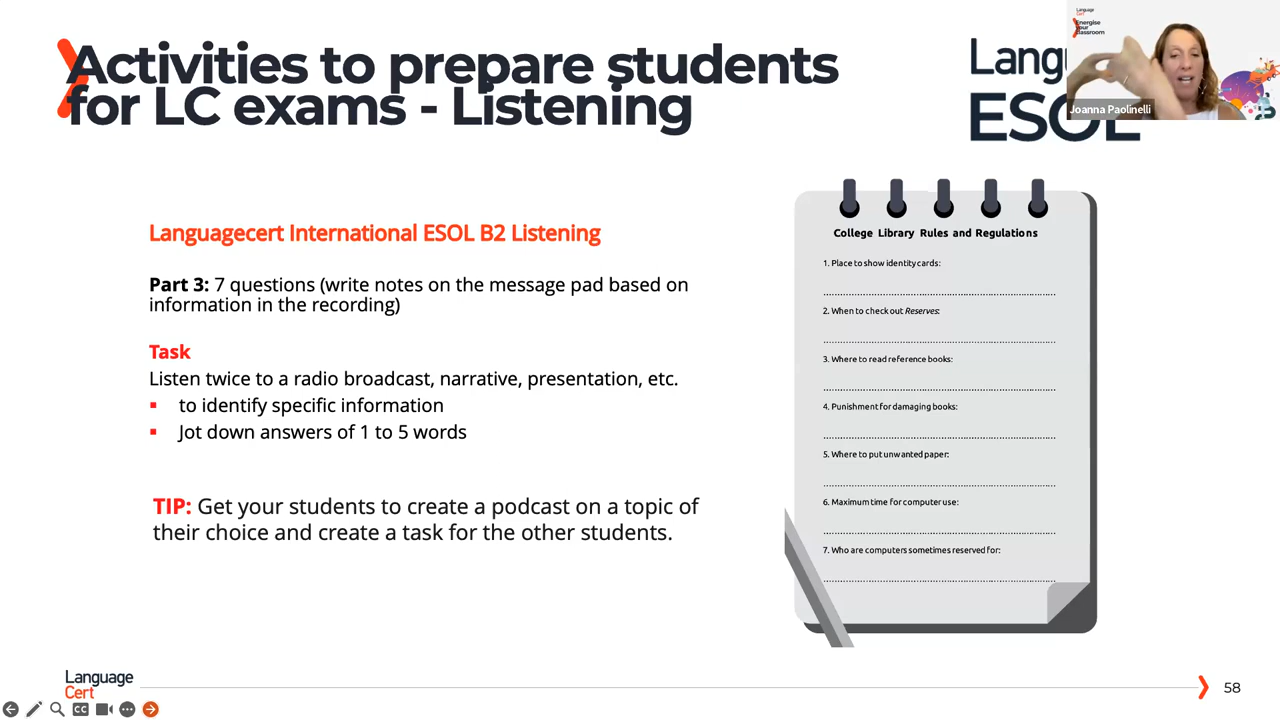 Activities to prepare students
for LC exams - Listening
Lang
ESOL
Language
Cert
Energise
your
classroom
Joanna Paolinelli
Languagecert International ESOL B2 Listening
Part 3: 7 questions (write notes on the message pad based on
information in the recording)
Task
Listen twice to a radio broadcast, narrative, presentation, etc.
▪ to identify specific information
▪ Jot down answers of 1 to 5 words
TIP: Get your students to create a podcast on a topic of
their choice and create a task for the other students.
College Library Rules and Regulations
1. Place to show identity cards:
2. When to check out Reserves:
3. Where to read reference books:
4. Punishment for damaging books:
5. Where to put unwanted paper:
6. Maximum time for computer use:
7. Who are computers sometimes reserved for:
Language
Cert
CC
58